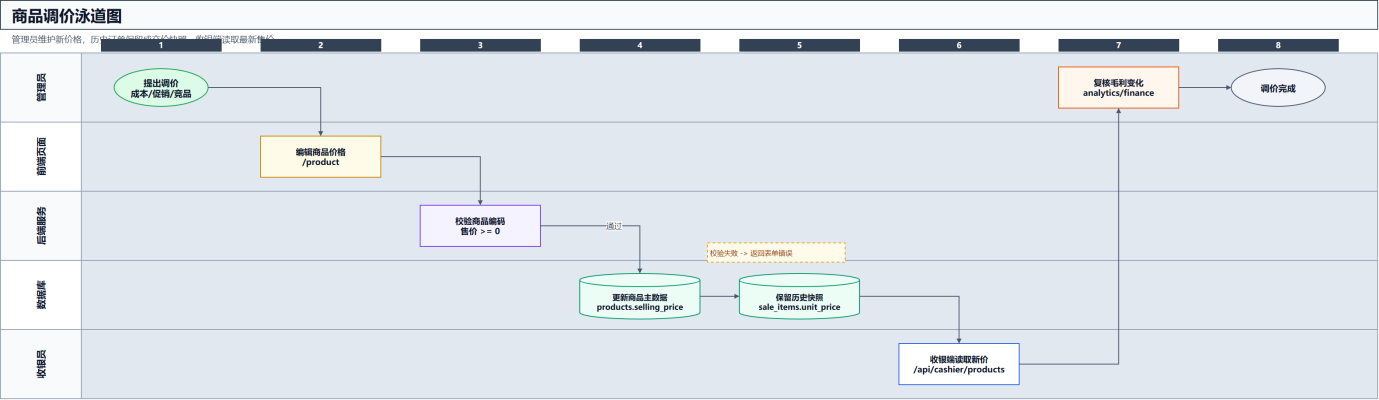 商品调价泳道图
管理员维护新价格，历史订单保留成交价快照，收银端读取最新售价。
1
2
3
4
5
6
7
8
管理员
提出调价
成本/促销/竞品
复核毛利变化
analytics/finance
调价完成
前端页面
编辑商品价格
/product
后端服务
校验商品编码
售价 >= 0
通过
校验失败 -> 返回表单错误
数据库
更新商品主数据
products.selling_price
保留历史快照
sale_items.unit_price
收银员
收银端读取新价
/api/cashier/products